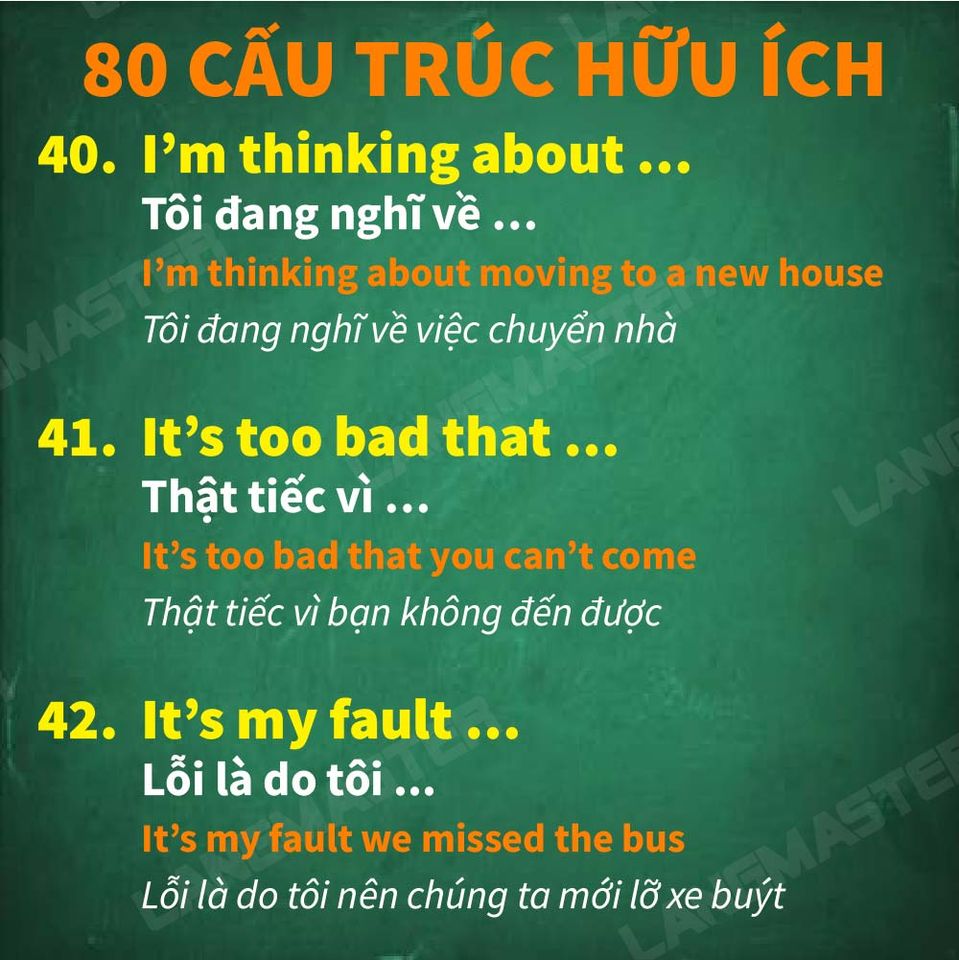 80 CẤU TRÚC HỮU ÍCH
40. I’m thinking about ...
Tôi đang nghĩ về ...
I’m thinking about moving to a new house
Tôi đang nghĩ về việc chuyển nhà
41. It’s too bad that ...
Thật tiếc vì ...
It’s too bad that you can’t come
Thật tiếc vì bạn không đến được
42. It’s my fault ...
Lỗi là do tôi ...
It’s my fault we missed the bus
Lỗi là do tôi nên chúng ta mới lỡ xe buýt
LANGMASTER
LANGMASTER
LANGMASTER